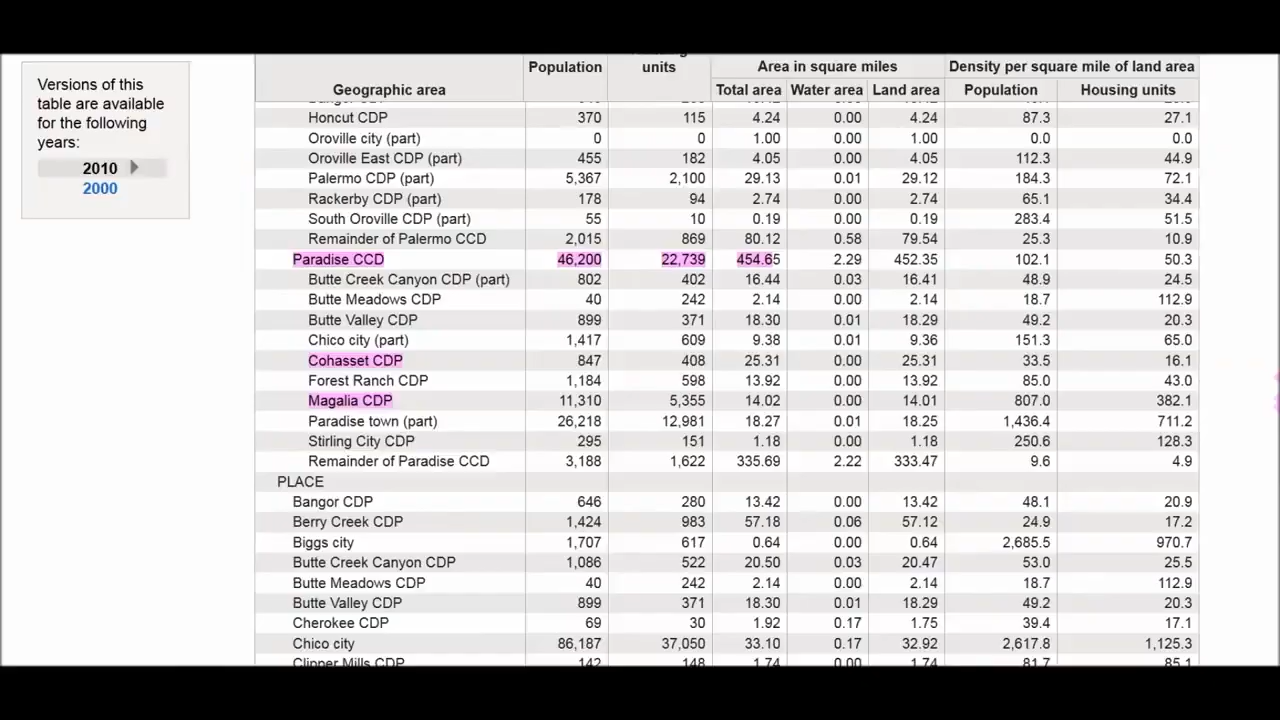 Versions of this
table are available
for the following
years:
2010
2000
Population units Area in square miles Density per square mile of land area
Geographic area Total area Water area Land area Population Housing units
Honcut CDP 370 115 4.24 0.00 4.24 87.3 27.1
Oroville city (part) 0 0 1.00 0.00 1.00 0.0 0.0
Oroville East CDP (part) 455 182 4.05 0.00 4.05 112.3 44.9
Palermo CDP (part) 5,367 2,100 29.13 0.01 29.12 184.3 72.1
Rackerby CDP (part) 178 94 2.74 0.00 2.74 65.1 34.4
South Oroville CDP (part) 55 10 0.19 0.00 0.19 283.4 51.5
Remainder of Palermo CCD 2,015 869 80.12 0.58 79.54 25.3 10.9
Paradise CCD 46,200 22,739 454.65 2.29 452.35 102.1 50.3
Butte Creek Canyon CDP (part) 802 402 16.44 0.03 16.41 48.9 24.5
Butte Meadows CDP 40 242 2.14 0.00 2.14 18.7 112.9
Butte Valley CDP 899 371 18.30 0.01 18.29 49.2 20.3
Chico city (part) 1,417 609 9.38 0.01 9.36 151.3 65.0
Cohasset CDP 847 408 25.31 0.00 25.31 33.5 16.1
Forest Ranch CDP 1,184 598 13.92 0.00 13.92 85.0 43.0
Magalia CDP 11,310 5,355 14.02 0.00 14.01 807.0 382.1
Paradise town (part) 26,218 12,981 18.27 0.01 18.25 1,436.4 711.2
Stirling City CDP 295 151 1.18 0.00 1.18 250.6 128.3
Remainder of Paradise CCD 3,188 1,622 335.69 2.22 333.47 9.6 4.9
PLACE
Bangor CDP 646 280 13.42 0.00 13.42 48.1 20.9
Berry Creek CDP 1,424 983 57.18 0.06 57.12 24.9 17.2
Biggs city 1,707 617 0.64 0.00 0.64 2,685.5 970.7
Butte Creek Canyon CDP 1,086 522 20.50 0.03 20.47 53.0 25.5
Butte Meadows CDP 40 242 2.14 0.00 2.14 18.7 112.9
Butte Valley CDP 899 371 18.30 0.01 18.29 49.2 20.3
Cherokee CDP 69 30 1.92 0.17 1.75 39.4 17.1
Chico city 86,187 37,050 33.10 0.17 32.92 2,617.8 1,125.3
Clipper Mills CDP 142 148 1.74 0.00 1.74 81.7 85.1